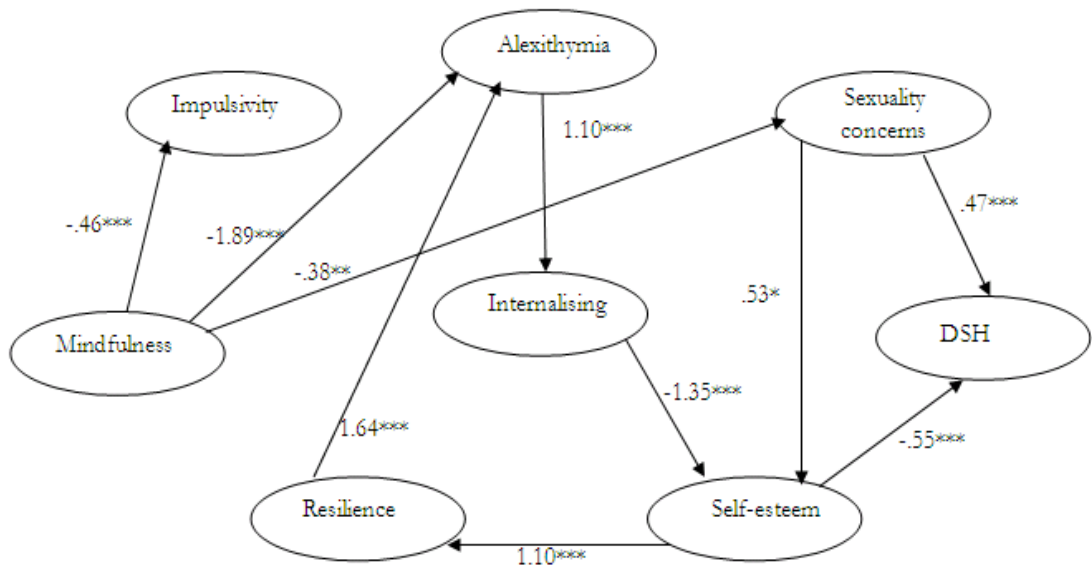 Alexithymia
Impulsivity
Sexuality
concerns
1.10***
.47***
-.46***
-1.89***
-.38**
Internalising
.53*
Mindfulness
DSH
-1.35***
1.64***
-.55***
Resilience
Self-esteem
1.10***